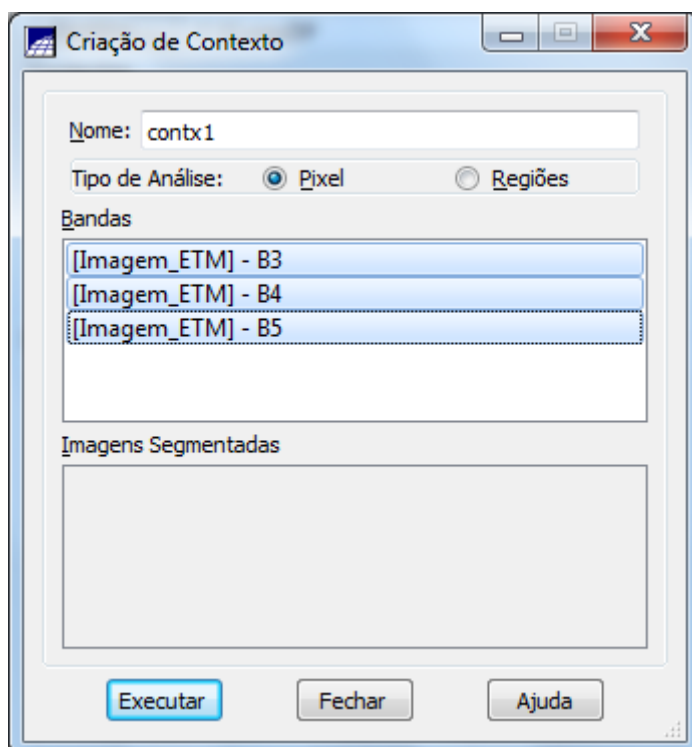 Criação de Contexto
Nome: contx1
Tipo de Análise: Pixel Regiões
Bandas
[Imagem_ETM] - B3
[Imagem_ETM] - B4
[Imagem_ETM] - B5
Imagens Segmentadas
Executar Fechar Ajuda